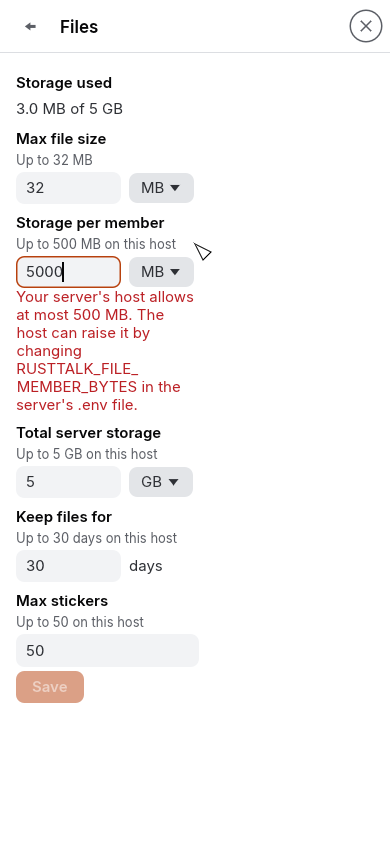 Files
Storage used
3.0 MB of 5 GB
Max file size
Up to 32 MB
32 MB
Storage per member
Up to 500 MB on this host
5000 MB
Your server's host allows
at most 500 MB. The
host can raise it by
changing
RUSTTALK_FILE_
MEMBER_BYTES in the
server's .env file.
Total server storage
Up to 5 GB on this host
5 GB
Keep files for
Up to 30 days on this host
30 days
Max stickers
Up to 50 on this host
50
Save